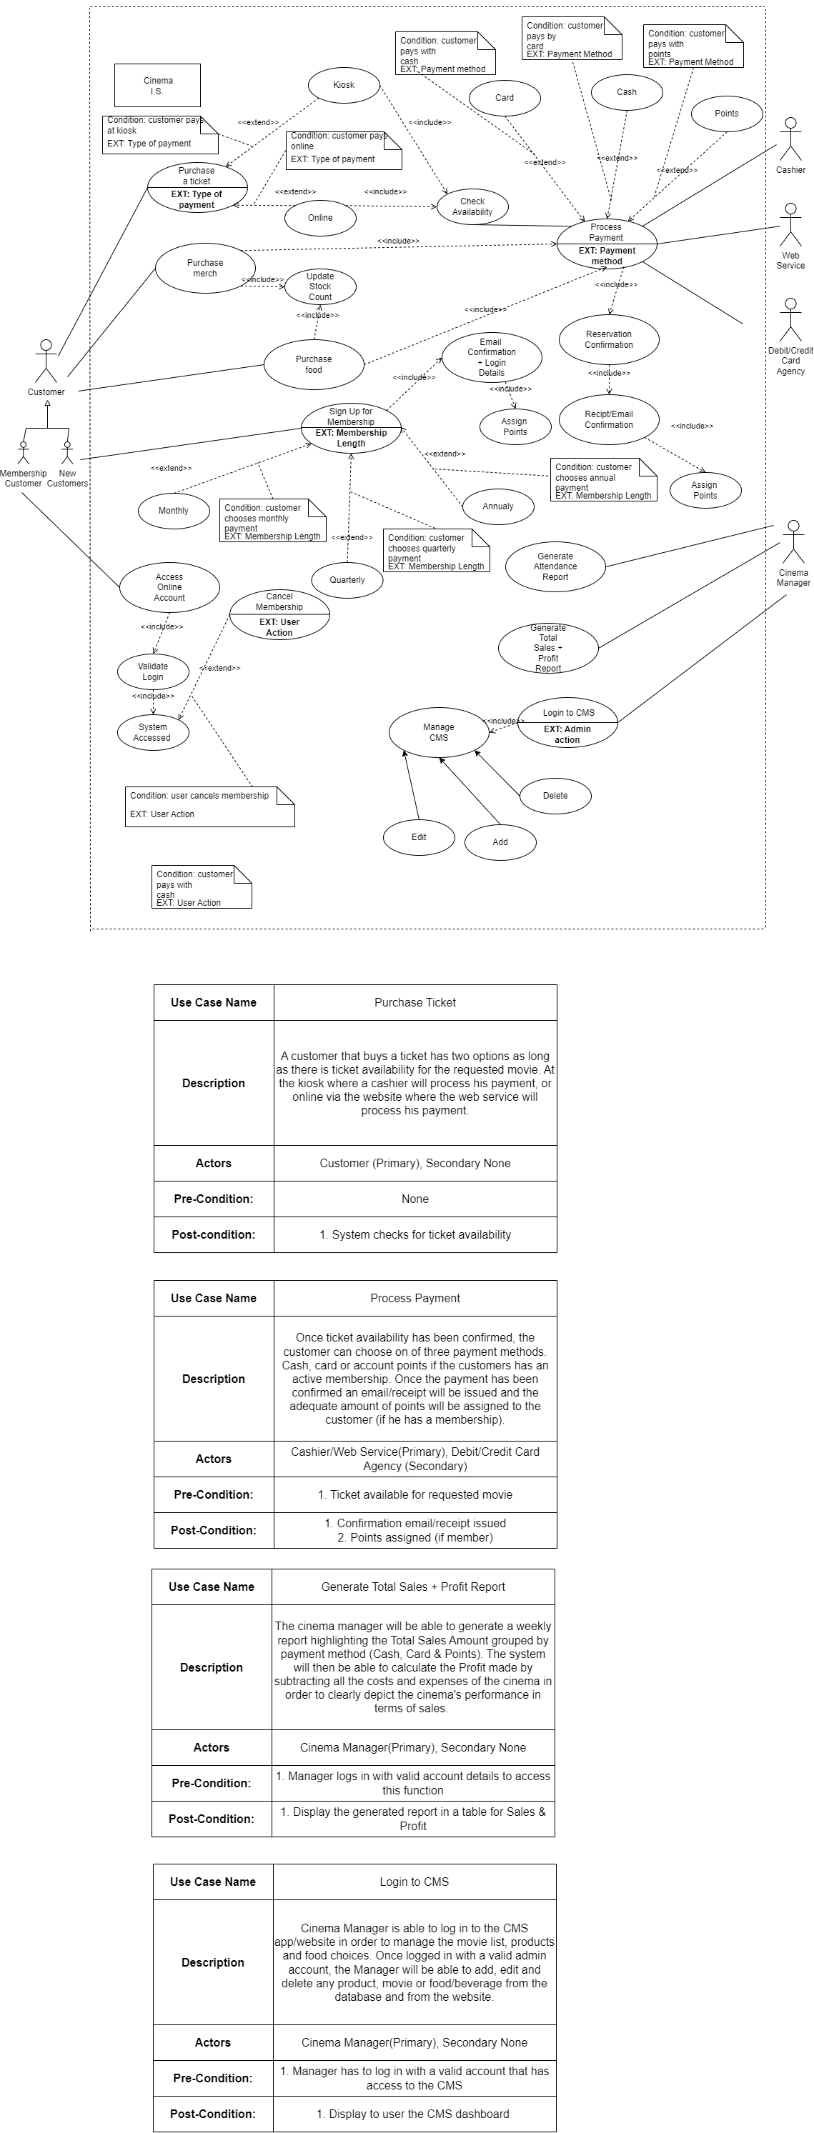 Condition: customer
pays with
cash
EXT: Payment method
Condition: customer
pays by
card
EXT: Payment Method
Condition: customer
pays with
points
EXT: Payment Method
Cinema
I.S.
Kiosk
Card
Cash
Points
Condition: customer pays
at kiosk
EXT: Type of payment
<<extend>>
<<include>>
Condition: customer pays
online
EXT: Type of payment
<<extend>>
<<extend>>
<<extend>>
Cashier
Purchase
a ticket
EXT: Type of
payment
<<extend>>
<<include>>
Online
Check
Availability
Process
Payment
EXT: Payment
method
Web
Service
<<include>>
Purchase
merch
<<include>>
Update
Stock
Count
<<include>>
<<include>>
<<include>>
Reservation
Confirmation
Debit/Credit
Card
Agency
Customer
Purchase
food
Email
Confirmation
+ Login
Details
<<include>>
<<include>>
<<include>>
Sign Up for
Membership
EXT: Membership
Length
Assign
Points
Recipt/Email
Confirmation
<<include>>
Membership
Customer
New
Customers
<<extend>>
<<extend>>
Condition: customer
chooses annual
payment
EXT: Membership Length
Assign
Points
Monthly
Condition: customer
chooses monthly
payment
EXT: Membership Length
Annualy
<<extend>>
Condition: customer
chooses quarterly
payment
EXT: Membership Length
Quarterly
Generate
Attendance
Report
Cinema
Manager
Access
Online
Account
Cancel
Membership
EXT: User
Action
<<include>>
Generate
Total
Sales +
Profit
Report
Validate
Login
<<extend>>
<<include>>
System
Accessed
Manage
CMS
<<include>>
Login to CMS
EXT: Admin
action
Condition: user cancels membership
EXT: User Action
Delete
Edit
Add
Condition: customer
pays with
cash
EXT: User Action
Use Case Name
Purchase Ticket
Description
A customer that buys a ticket has two options as long
as there is ticket availability for the requested movie. At
the kiosk where a cashier will process his payment, or
online via the website where the web service will
process his payment.
Actors
Customer (Primary), Secondary None
Pre-Condition:
None
Post-condition:
1. System checks for ticket availability
Use Case Name
Process Payment
Description
Once ticket availability has been confirmed, the
customer can choose on of three payment methods.
Cash, card or account points if the customers has an
active membership. Once the payment has been
confirmed an email/receipt will be issued and the
adequate amount of points will be assigned to the
customer (if he has a membership).
Actors
Cashier/Web Service(Primary), Debit/Credit Card
Agency (Secondary)
Pre-Condition:
1. Ticket available for requested movie
Post-Condition:
1. Confirmation email/receipt issued
2. Points assigned (if member)
Use Case Name
Generate Total Sales + Profit Report
Description
The cinema manager will be able to generate a weekly
report highlighting the Total Sales Amount grouped by
payment method (Cash, Card & Points). The system
will then be able to calculate the Profit made by
subtracting all the costs and expenses of the cinema in
order to clearly depict the cinema's performance in
terms of sales.
Actors
Cinema Manager(Primary), Secondary None
Pre-Condition:
1. Manager logs in with valid account details to access
this function
Post-Condition:
1. Display the generated report in a table for Sales &
Profit
Use Case Name
Login to CMS
Description
Cinema Manager is able to log in to the CMS
app/website in order to manage the movie list, products
and food choices. Once logged in with a valid admin
account, the Manager will be able to add, edit and
delete any product, movie or food/beverage from the
database and from the website.
Actors
Cinema Manager(Primary), Secondary None
Pre-Condition:
1. Manager has to log in with a valid account that has
access to the CMS
Post-Condition:
1. Display to user the CMS dashboard